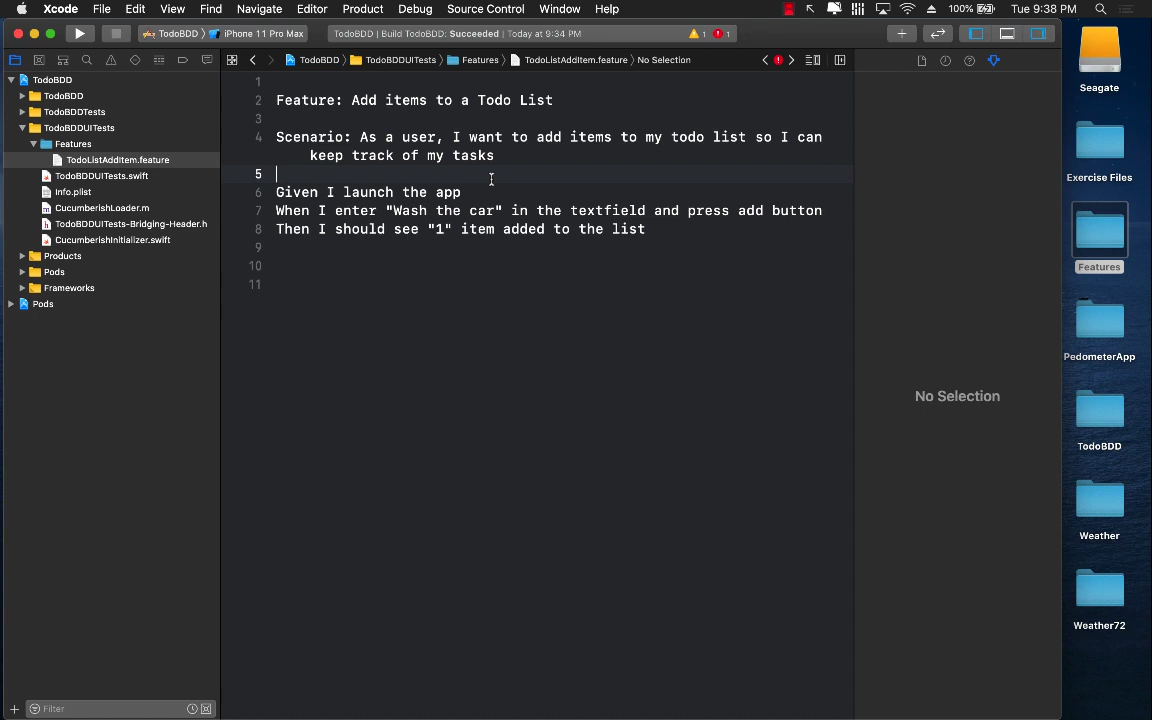 Xcode File Edit View Find Navigate Editor Product Debug Source Control Window Help 100% Tue 9:38 PM
TodoBDD 〉 iPhone 11 Pro Max TodoBDD | Build TodoBDD: Succeeded | Today at 9:34 PM 1 1
TodoBDD 〉 TodoBDDUITests 〉 Features 〉 TodoListAddItem.feature 〉 No Selection
TodoBDD
TodoBDD
TodoBDDTests
TodoBDDUITests
Features
TodoListAddItem.feature
TodoBDDUITests.swift
Info.plist
CucumberishLoader.m
TodoBDDUITests-Bridging-Header.h
CucumberishInitializer.swift
Products
Pods
Frameworks
Pods
Filter
1
2 Feature: Add items to a Todo List
3
4 Scenario: As a user, I want to add items to my todo list so I can
keep track of my tasks
5
6 Given I launch the app
7 When I enter "Wash the car" in the textfield and press add button
8 Then I should see "1" item added to the list
9
10
11
No Selection
Seagate
Exercise Files
Features
PedometerApp
TodoBDD
Weather
Weather72